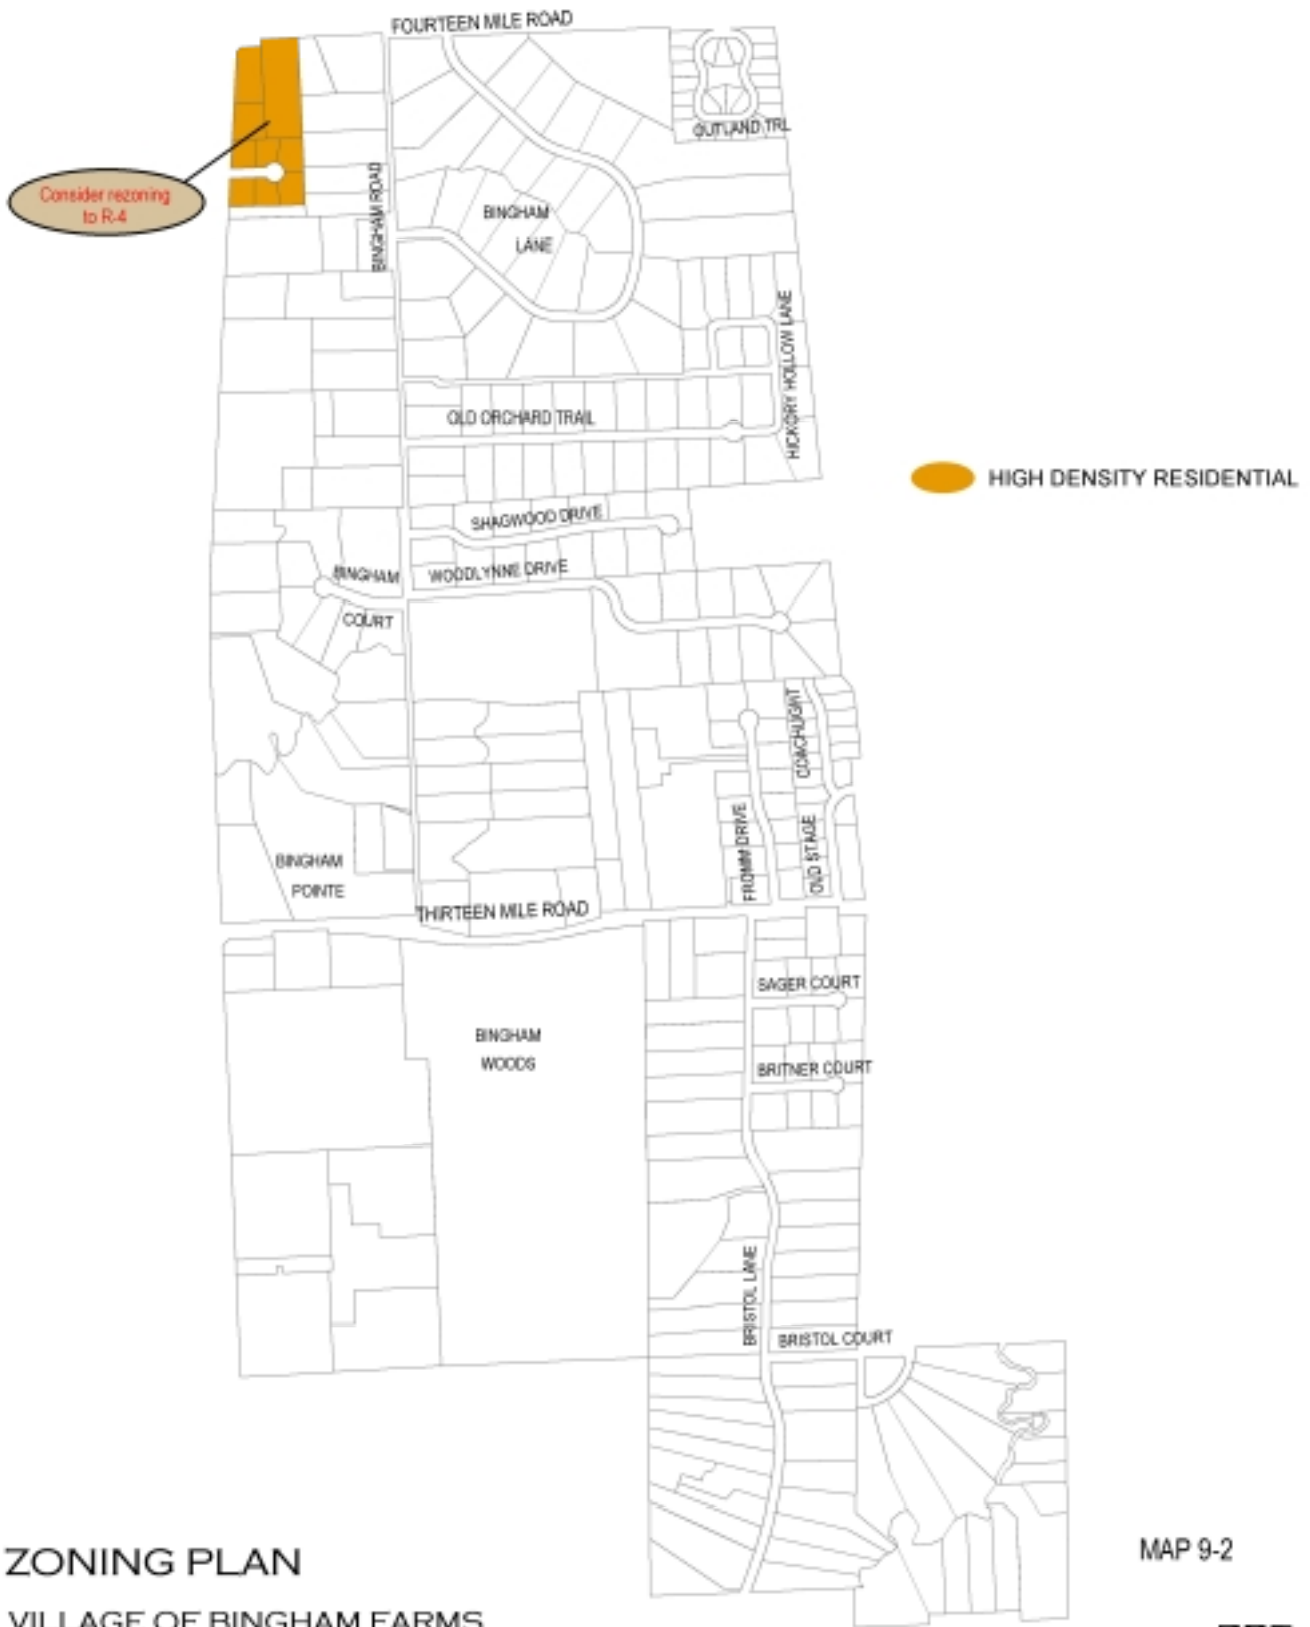 FOURTEEN MILE ROAD
OUTLAND TRL
Consider rezoning
to R-4
BINGHAM ROAD
BINGHAM
LANE
HICKORY HOLLOW LANE
OLD ORCHARD TRAIL
HIGH DENSITY RESIDENTIAL
SHAGWOOD DRIVE
BINGHAM
COURT
WOODLYNNE DRIVE
COACHLIGHT
FROMM DRIVE
OLD STAGE
BINGHAM
POINTE
THIRTEEN MILE ROAD
SAGER COURT
BINGHAM
WOODS
BRITNER COURT
BRISTOL LANE
BRISTOL COURT
ZONING PLAN
MAP 9-2
VILLAGE OF BINGHAM FARMS